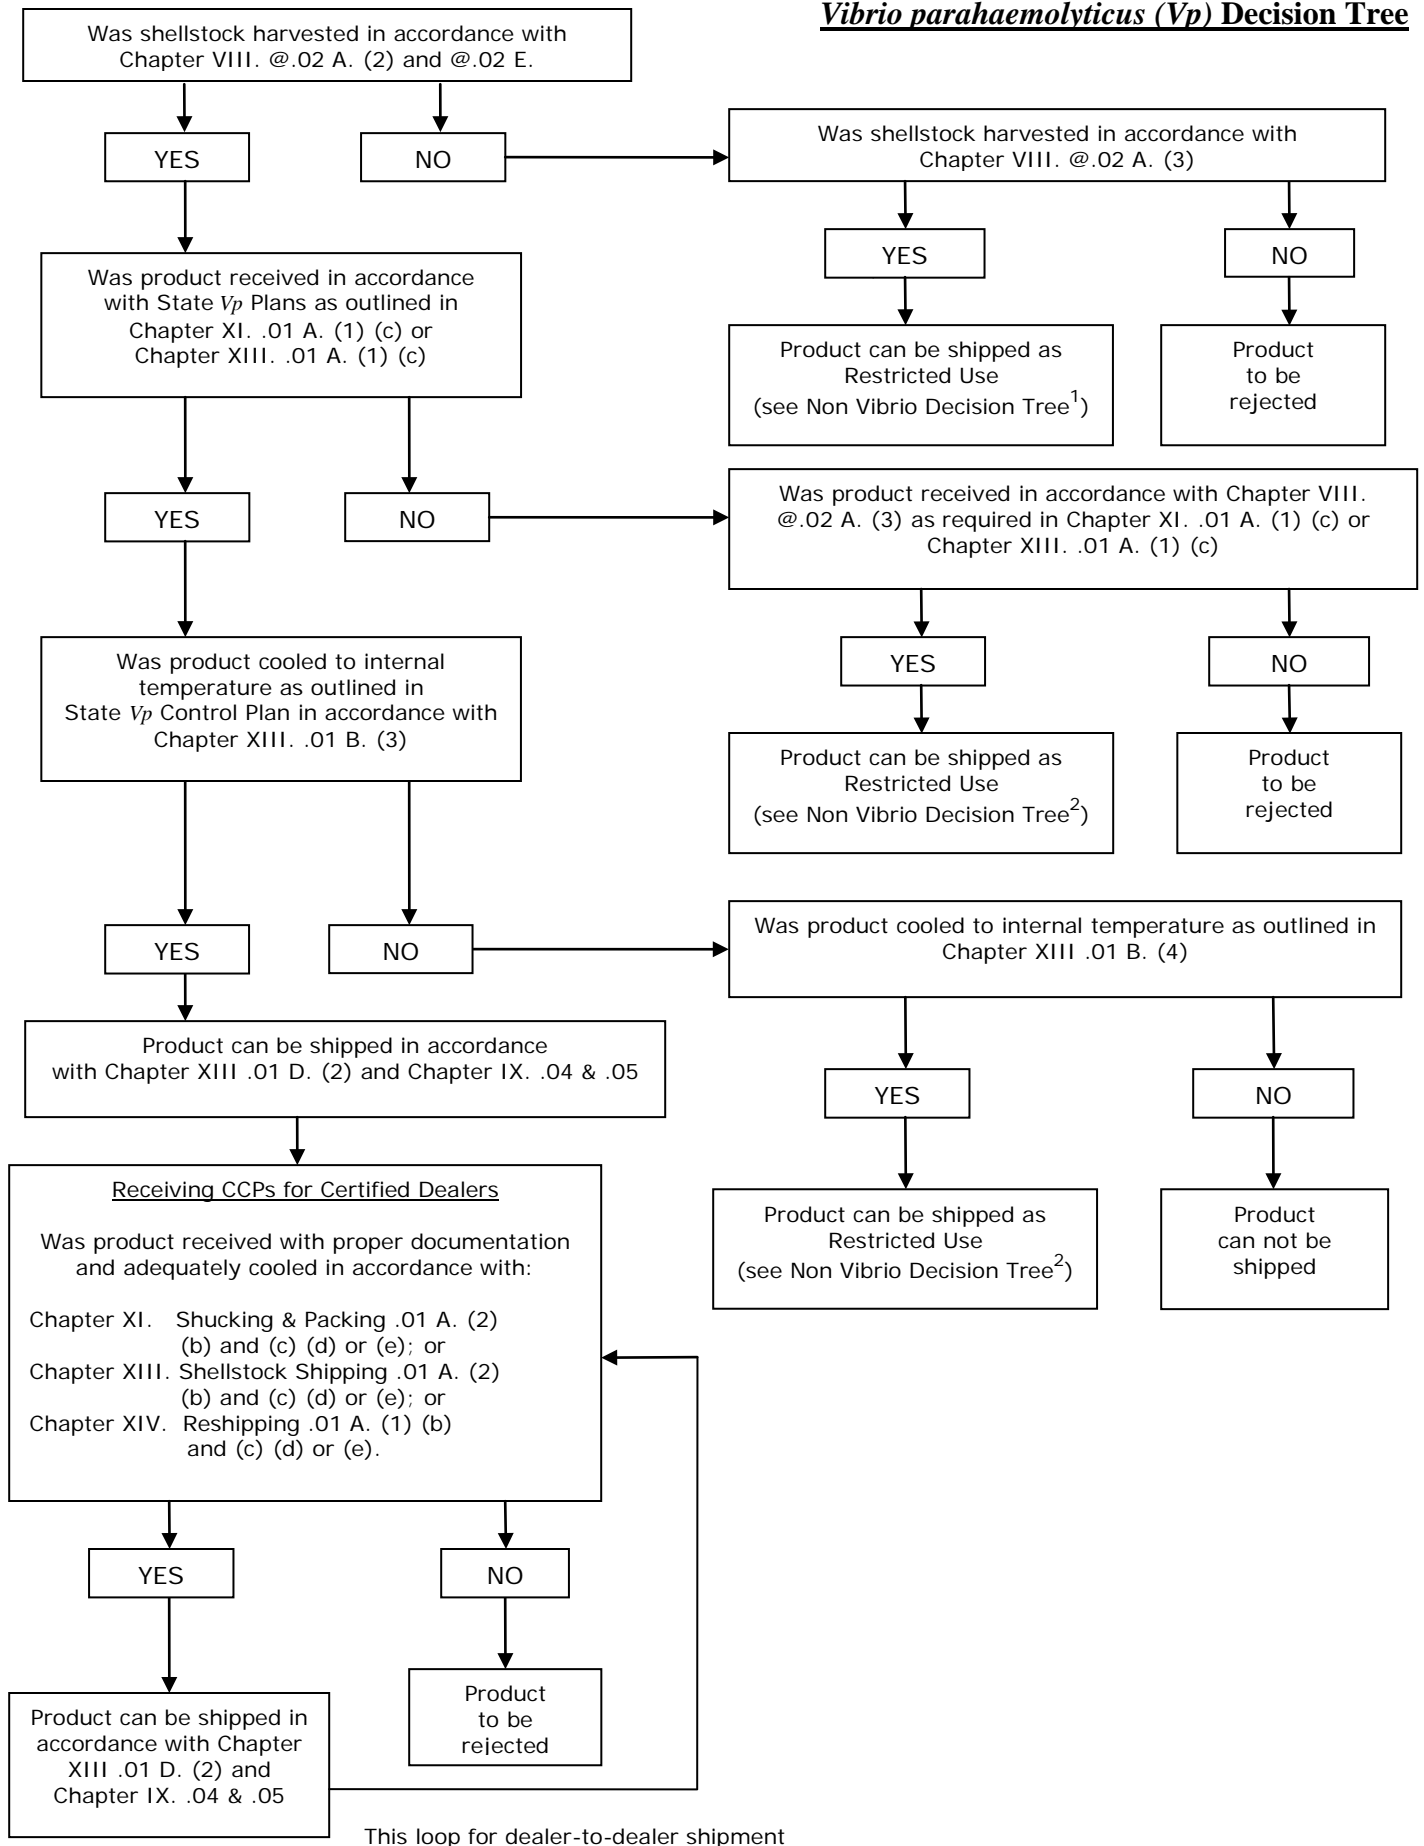 Vibrio parahaemolyticus (Vp) Decision Tree
Was shellstock harvested in accordance with
Chapter VIII. @.02 A. (2) and @.02 E.
YES
NO
Was shellstock harvested in accordance with
Chapter VIII. @.02 A. (3)
YES
NO
Product can be shipped as
Restricted Use
(see Non Vibrio Decision Tree1)
Product
to be
rejected
Was product received in accordance
with State Vp Plans as outlined in
Chapter XI. .01 A. (1) (c) or
Chapter XIII. .01 A. (1) (c)
YES
NO
Was product received in accordance with Chapter VIII.
@.02 A. (3) as required in Chapter XI. .01 A. (1) (c) or
Chapter XIII. .01 A. (1) (c)
YES
NO
Product can be shipped as
Restricted Use
(see Non Vibrio Decision Tree2)
Product
to be
rejected
Was product cooled to internal
temperature as outlined in
State Vp Control Plan in accordance with
Chapter XIII. .01 B. (3)
YES
NO
Was product cooled to internal temperature as outlined in
Chapter XIII .01 B. (4)
YES
NO
Product can be shipped as
Restricted Use
(see Non Vibrio Decision Tree2)
Product
can not be
shipped
Product can be shipped in accordance
with Chapter XIII .01 D. (2) and Chapter IX. .04 & .05
Receiving CCPs for Certified Dealers
Was product received with proper documentation
and adequately cooled in accordance with:
Chapter XI. Shucking & Packing .01 A. (2)
(b) and (c) (d) or (e); or
Chapter XIII. Shellstock Shipping .01 A. (2)
(b) and (c) (d) or (e); or
Chapter XIV. Reshipping .01 A. (1) (b)
and (c) (d) or (e).
YES
NO
Product
to be
rejected
Product can be shipped in
accordance with Chapter
XIII .01 D. (2) and
Chapter IX. .04 & .05
This loop for dealer-to-dealer shipment